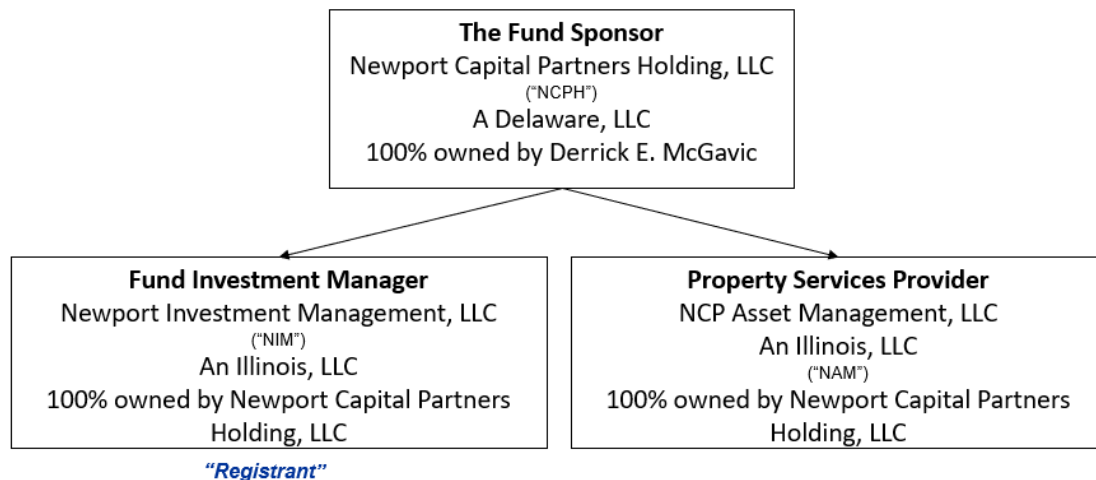 The Fund Sponsor
Newport Capital Partners Holding, LLC
(“NCPH”)
A Delaware, LLC
100% owned by Derrick E. McGavic
Fund Investment Manager
Newport Investment Management, LLC
(“NIM”)
An Illinois, LLC
100% owned by Newport Capital Partners
Holding, LLC
“Registrant”
Property Services Provider
NCP Asset Management, LLC
An Illinois, LLC
(“NAM”)
100% owned by Newport Capital Partners
Holding, LLC